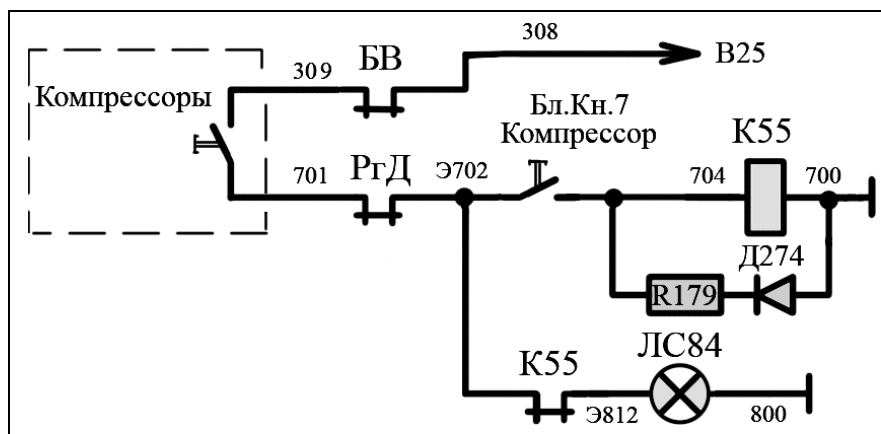 308
309
БВ
В25
Компрессоры
Бл.Кн.7
Компрессор
К55
701
РгД
Э702
704
700
Д274
R179
ЛС84
К55
Э812
800